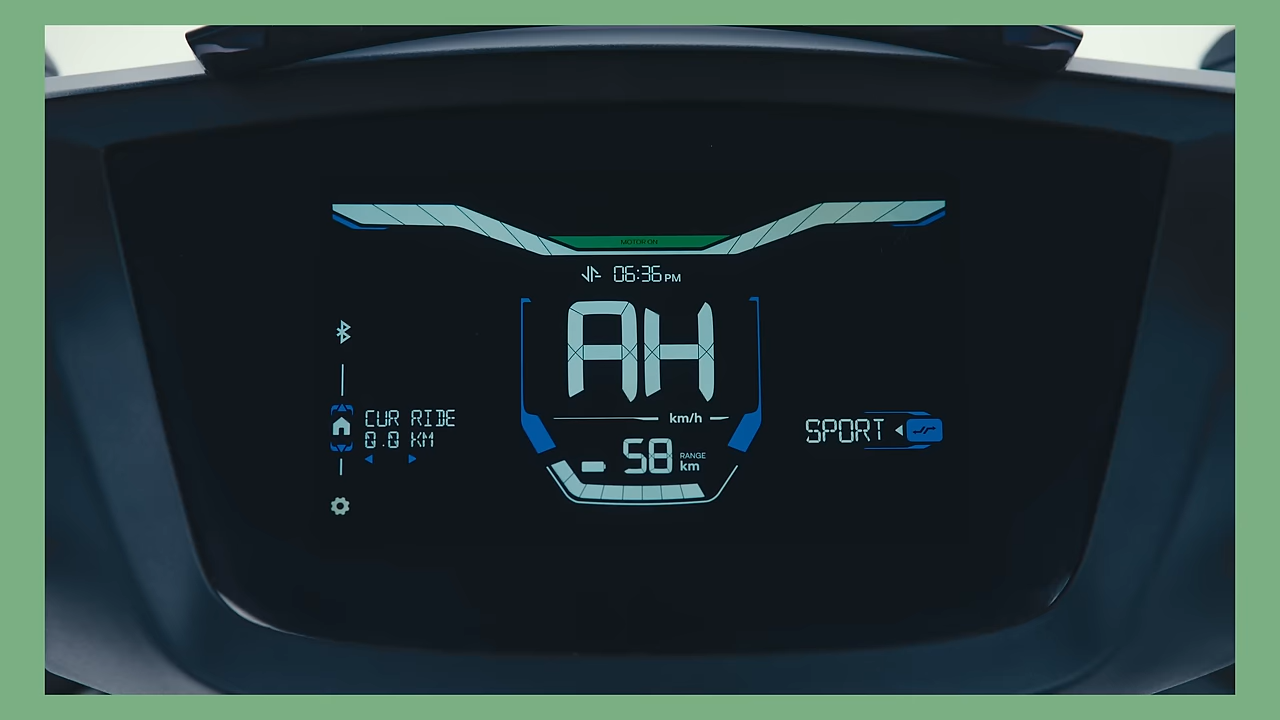 MOTOR ON
06:36 PM
AH
km/h
CUR RIDE
0.0 KM
58 RANGE km
SPORT